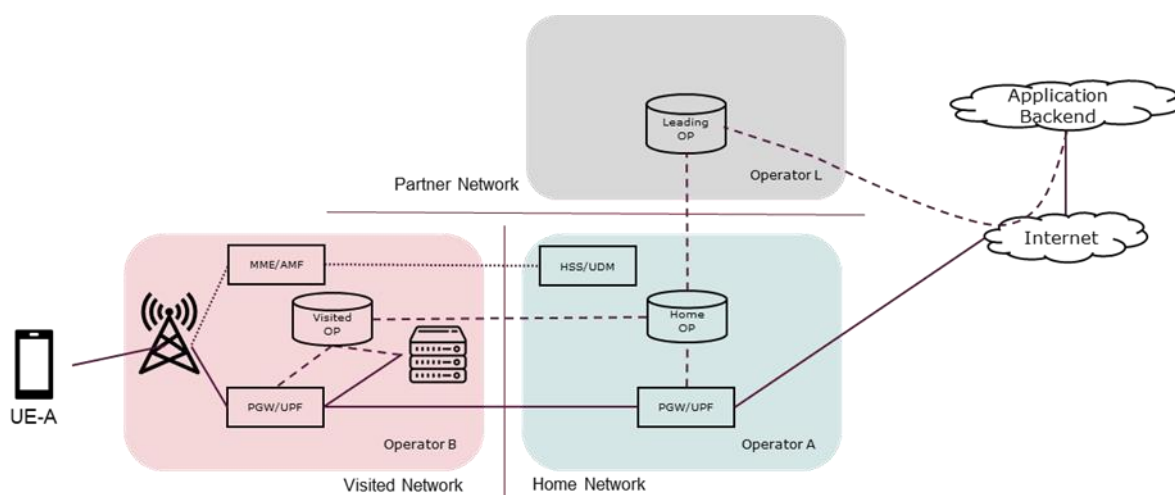 Application
Backend
Leading
OP
Operator L
Partner Network
Internet
MME/AMF
HSS/UDM
Visited
OP
Home
OP
UE-A
PGW/UPF
PGW/UPF
Operator B
Operator A
Visited Network
Home Network